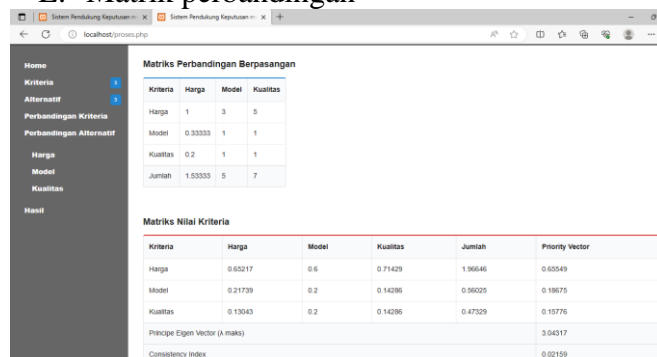 2. Matrik perbandingan
Sistem Pendukung Keputusan m
Sistem Pendukung Keputusan m
localhost/proses.php
Home
Kriteria 3
Alternatif 3
Perbandingan Kriteria
Perbandingan Alternatif
Harga
Model
Kualitas
Hasil
Matriks Perbandingan Berpasangan
Kriteria Harga Model Kualitas
Harga 1 3 5
Model 0.33333 1 1
Kualitas 0.2 1 1
Jumlah 1.53333 5 7
Matriks Nilai Kriteria
Kriteria Harga Model Kualitas Jumlah Priority Vector
Harga 0.65217 0.6 0.71429 1.96646 0.65549
Model 0.21739 0.2 0.14286 0.56025 0.18675
Kualitas 0.13043 0.2 0.14286 0.47329 0.15776
Principe Eigen Vector (λ maks) 3.04317
Consistency Index 0.02159